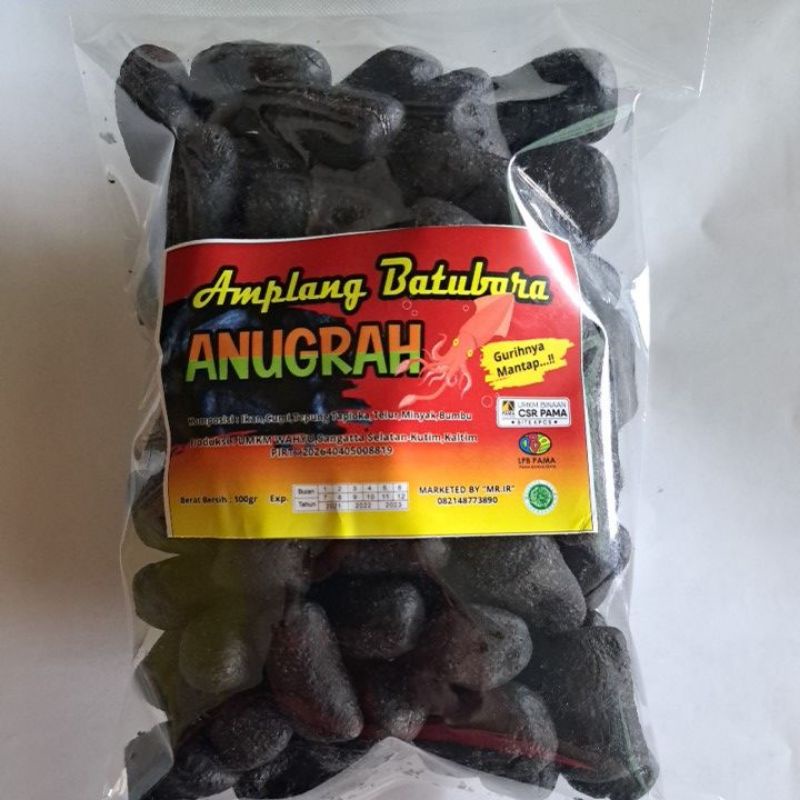 Amplang Batubara
ANUGRAH
Gurihnya
Mantap...!!
Komposisi : Ikan,Cumi,Tepung Tapioka,Telur,Minyak,Bumbu
Produksi : UMKM WAHYU,Sangatta Selatan-Kutim,Kaltim
PIRT : 202640405008819
UMKM BINAAN
CSR PAMA
SITE KPCS
LPB PAMA
Berat Bersih : 100gr
Exp.
Bulan 1 2 3 4 5 6
7 8 9 10 11 12
Tahun 2021 2022 2023
MARKETED BY "MR.IR"
082148773890